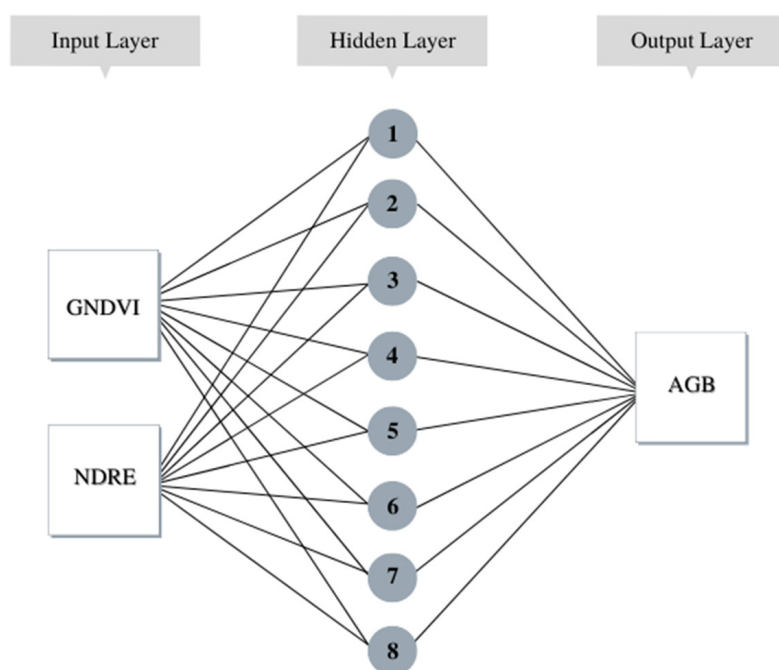 Input Layer
Hidden Layer
Output Layer
1
2
3
4
5
6
7
8
GNDVI
NDRE
AGB